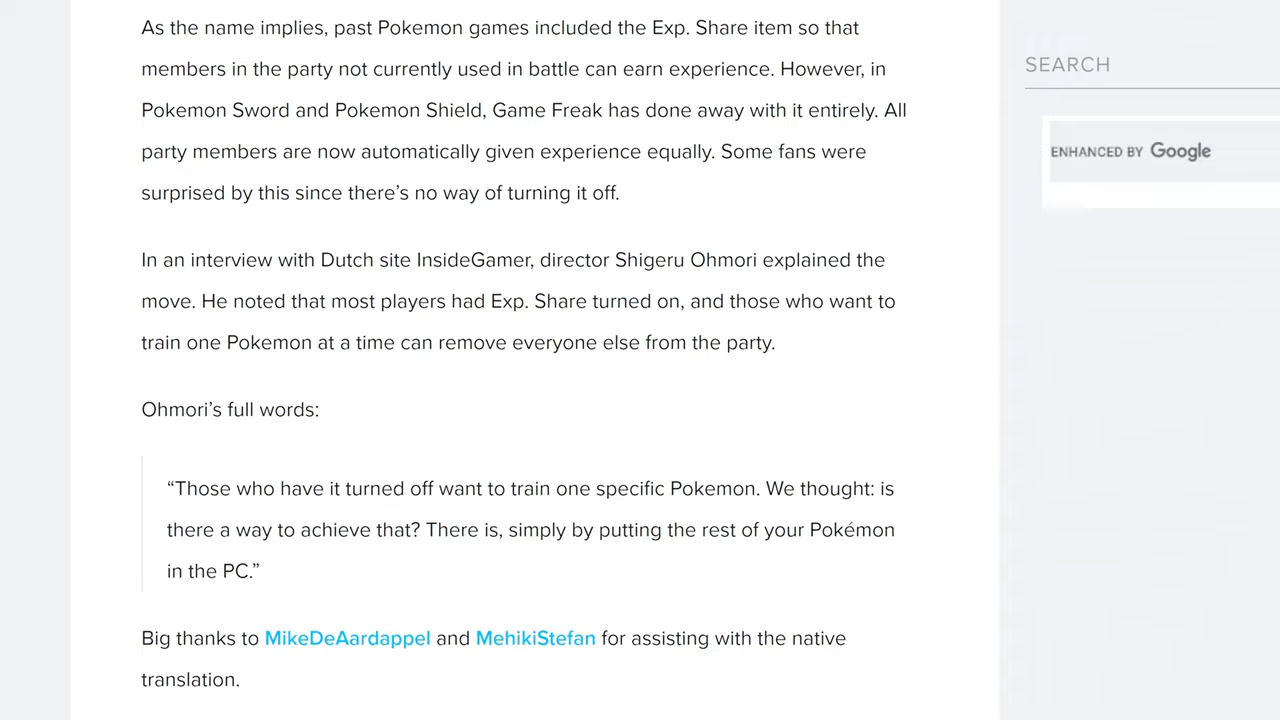 As the name implies, past Pokemon games included the Exp. Share item so that
members in the party not currently used in battle can earn experience. However, in
Pokemon Sword and Pokemon Shield, Game Freak has done away with it entirely. All
party members are now automatically given experience equally. Some fans were
surprised by this since there’s no way of turning it off.
In an interview with Dutch site InsideGamer, director Shigeru Ohmori explained the
move. He noted that most players had Exp. Share turned on, and those who want to
train one Pokemon at a time can remove everyone else from the party.
Ohmori’s full words:
“Those who have it turned off want to train one specific Pokemon. We thought: is
there a way to achieve that? There is, simply by putting the rest of your Pokémon
in the PC.”
Big thanks to MikeDeAardappel and MehikiStefan for assisting with the native
translation.
SEARCH
ENHANCED BY Google